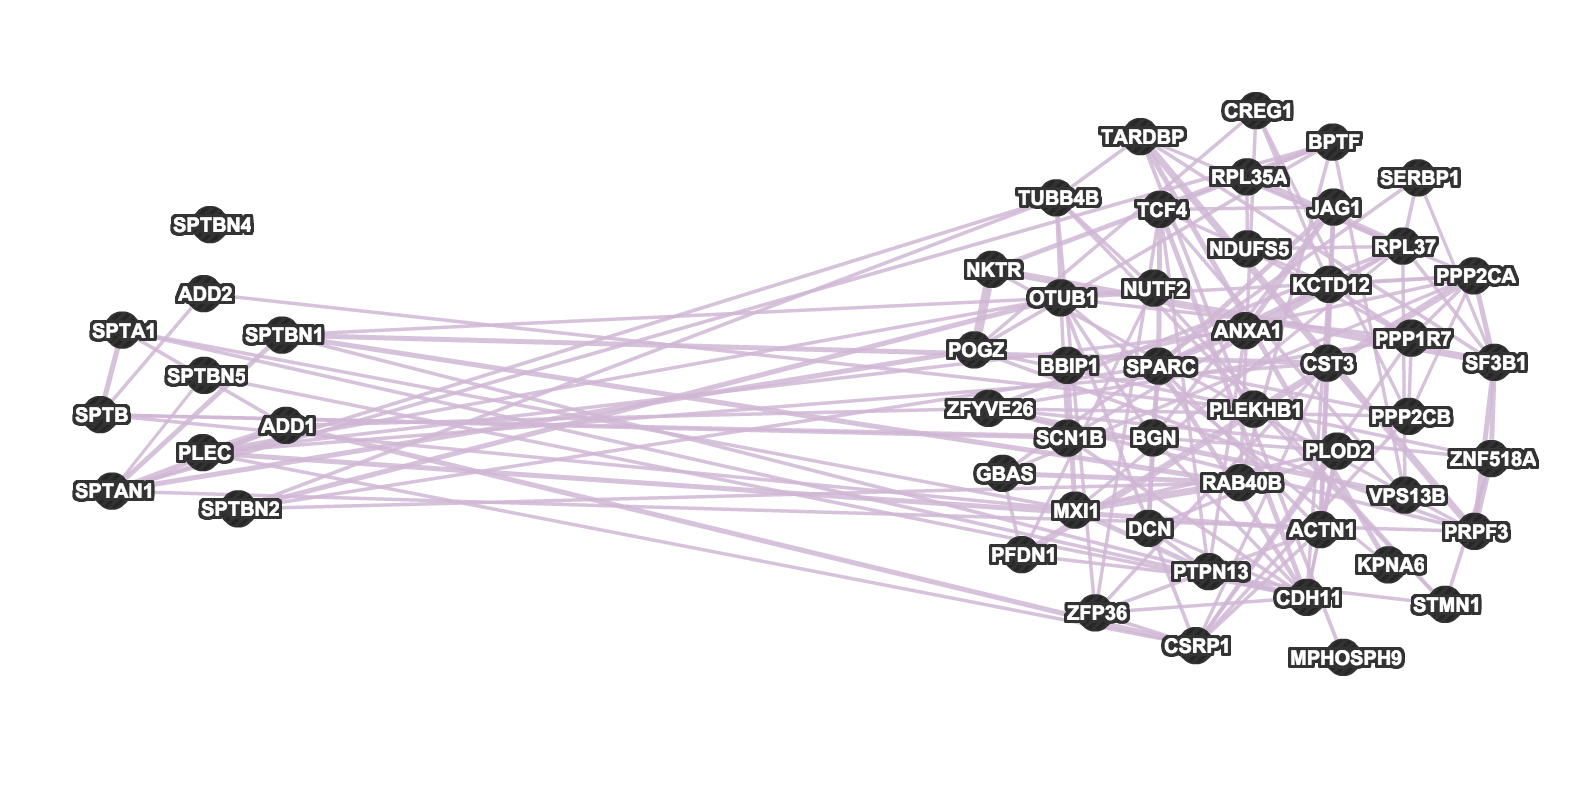 CREG1
TARDBP
BPTF
RPL35A
SERBP1
TUBB4B
TCF4
JAG1
SPTBN4
NDUFS5
RPL37
NKTR
PPP2CA
KCTD12
NUTF2
ADD2
OTUB1
SPTA1
ANXA1
SPTBN1
PPP1R7
POGZ
CST3
SF3B1
BBIP1
SPARC
SPTBN5
ZFYVE26
PLEKHB1
SPTB
PPP2CB
ADD1
SCN1B
BGN
PLOD2
PLEC
ZNF518A
GBAS
RAB40B
SPTAN1
VPS13B
SPTBN2
MXI1
DCN
ACTN1
PRPF3
PFDN1
KPNA6
PTPN13
CDH11
STMN1
ZFP36
CSRP1
MPHOSPH9